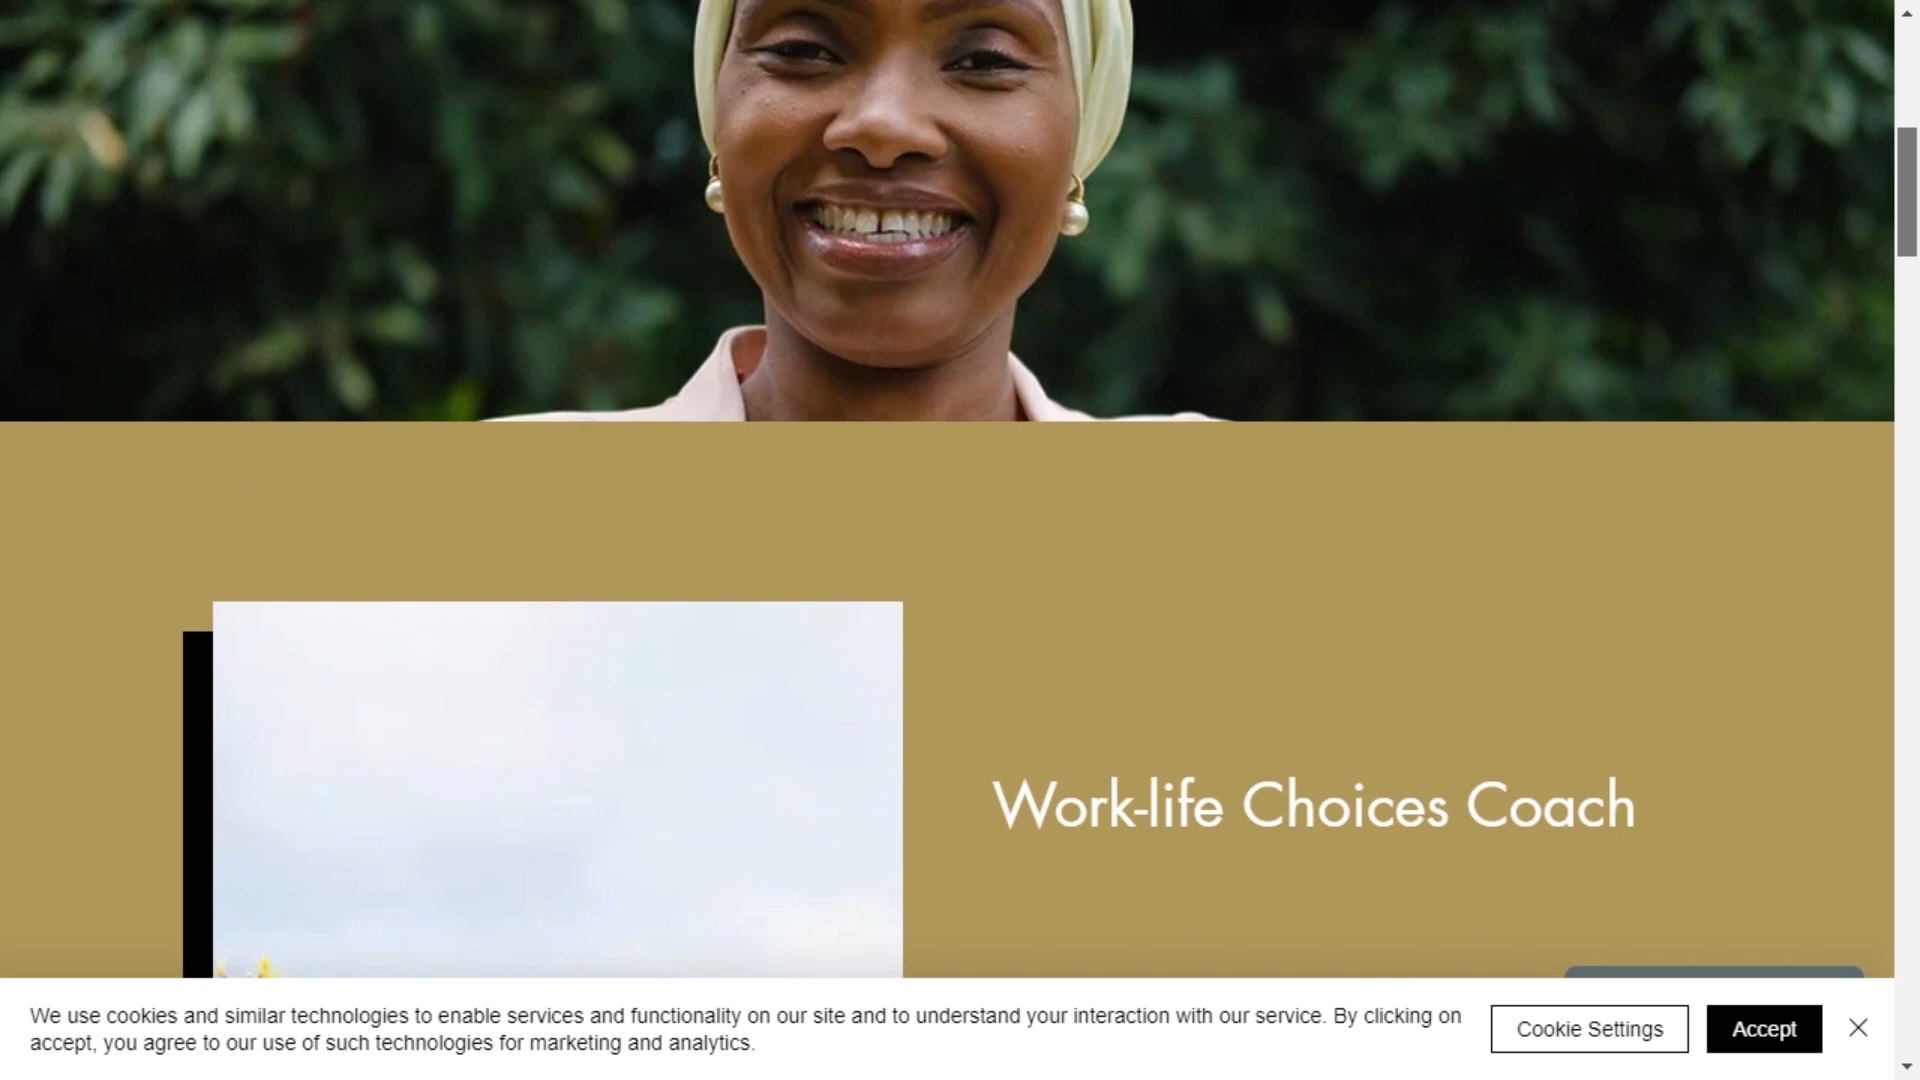 Work-life Choices Coach
We use cookies and similar technologies to enable services and functionality on our site and to understand your interaction with our service. By clicking on
accept, you agree to our use of such technologies for marketing and analytics.
Cookie Settings
Accept